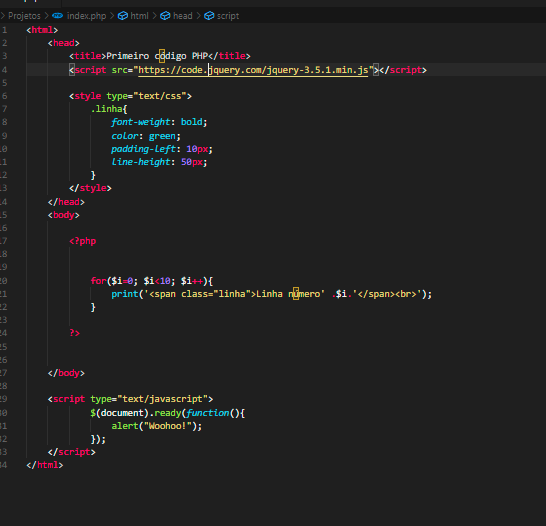 Projetos > index.php > html > head > script
1 <html>
2 <head>
3 <title>Primeiro código PHP</title>
4 <script src="https://code.jquery.com/jquery-3.5.1.min.js"></script>
5
6 <style type="text/css">
7 .linha{
8 font-weight: bold;
9 color: green;
10 padding-left: 10px;
11 line-height: 50px;
12 }
13 </style>
14 </head>
15 <body>
16
17 <?php
18
19
20 for($i=0; $i<10; $i++){
21 print('<span class="linha">Linha número' .$i.'</span><br>');
22 }
23
24 ?>
25
26
27 </body>
28
29 <script type="text/javascript">
30 $(document).ready(function(){
31 alert("Woohoo!");
32 });
33 </script>
34 </html>